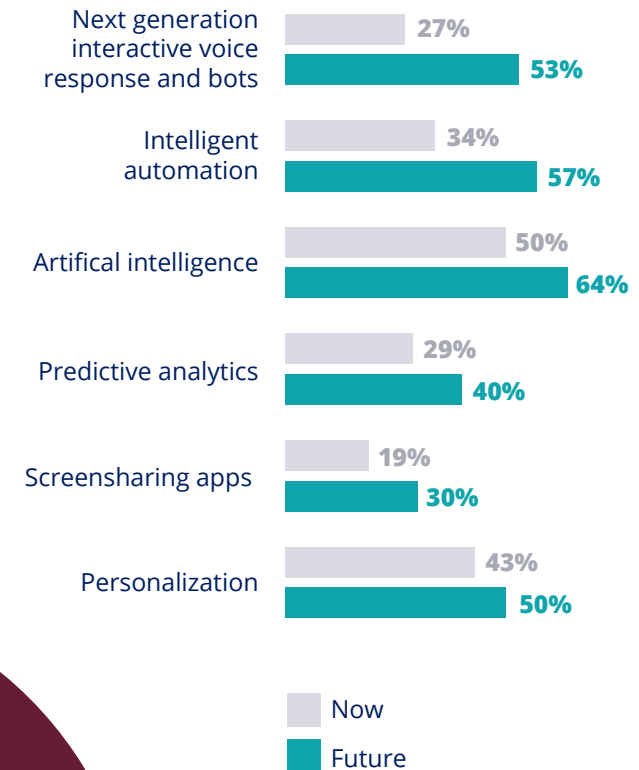 Next generation
interactive voice
response and bots
27%
53%
Intelligent
automation
34%
57%
Artifical intelligence
50%
64%
Predictive analytics
29%
40%
Screensharing apps
19%
30%
Personalization
43%
50%
Now
Future